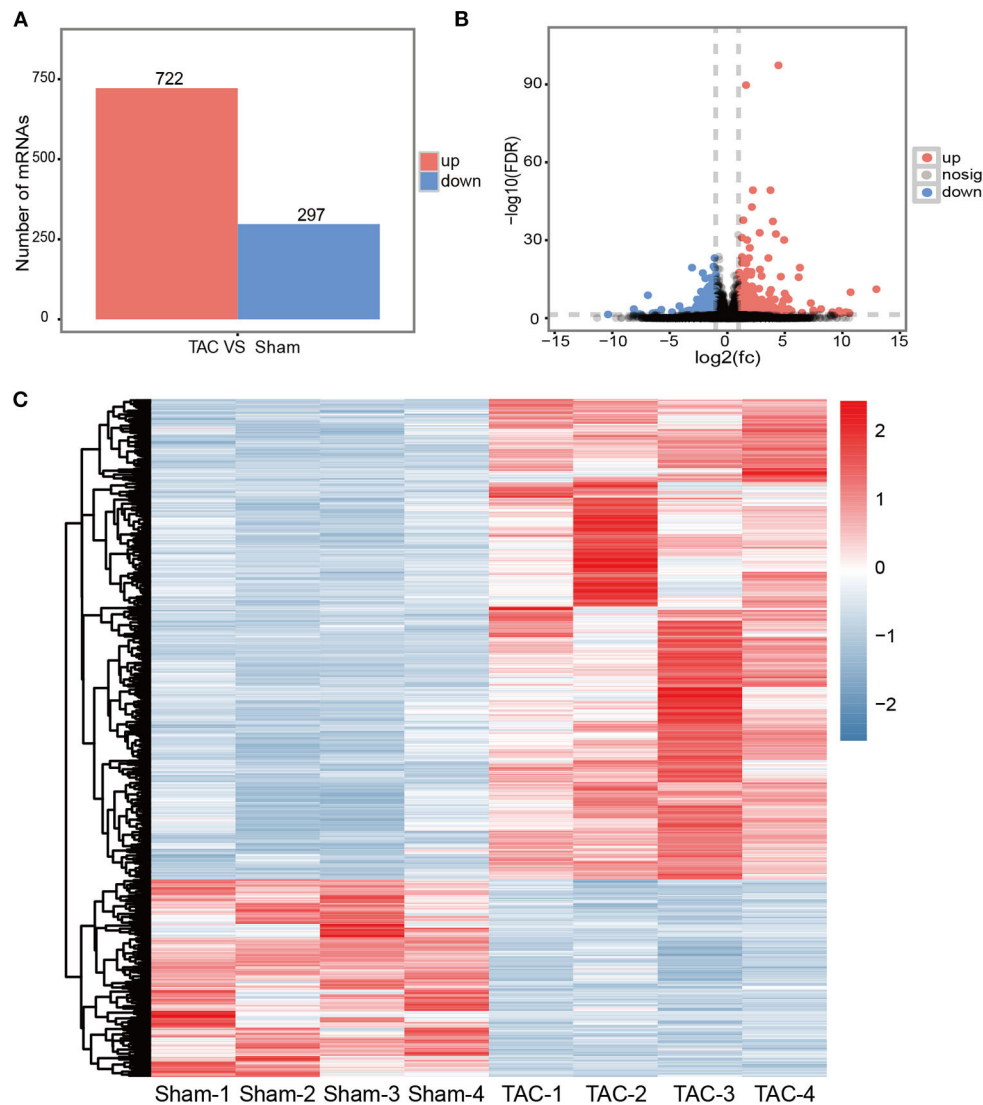 A
Number of mRNAs
750
500
250
0
722
297
TAC VS Sham
up
down
B
-log10(FDR)
90
60
30
0
−15
−10
−5
0
5
10
15
log2(fc)
up
nosig
down
C
2
1
0
−1
−2
Sham-1
Sham-2
Sham-3
Sham-4
TAC-1
TAC-2
TAC-3
TAC-4